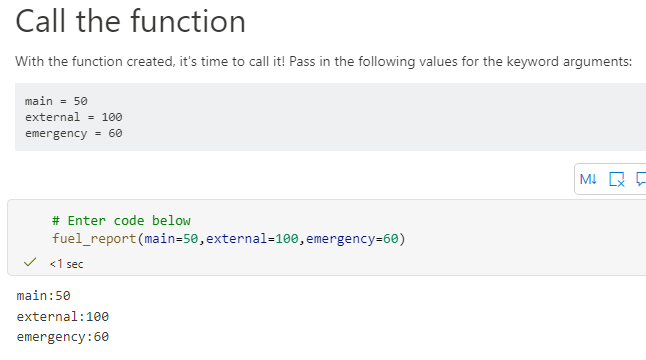 Call the function
With the function created, it's time to call it! Pass in the following values for the keyword arguments:
main = 50
external = 100
emergency = 60
M↓
# Enter code below
fuel_report(main=50,external=100,emergency=60)
<1 sec
main:50
external:100
emergency:60